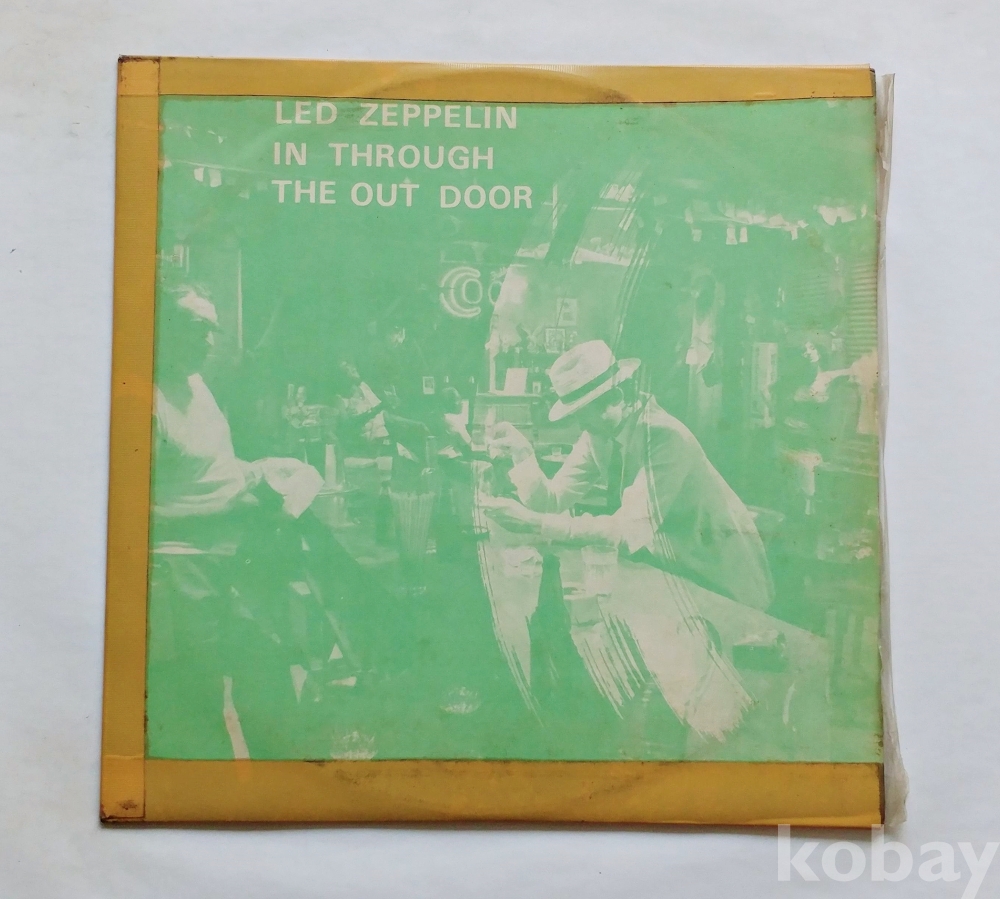 LED ZEPPELIN
IN THROUGH
THE OUT DOOR
kobay